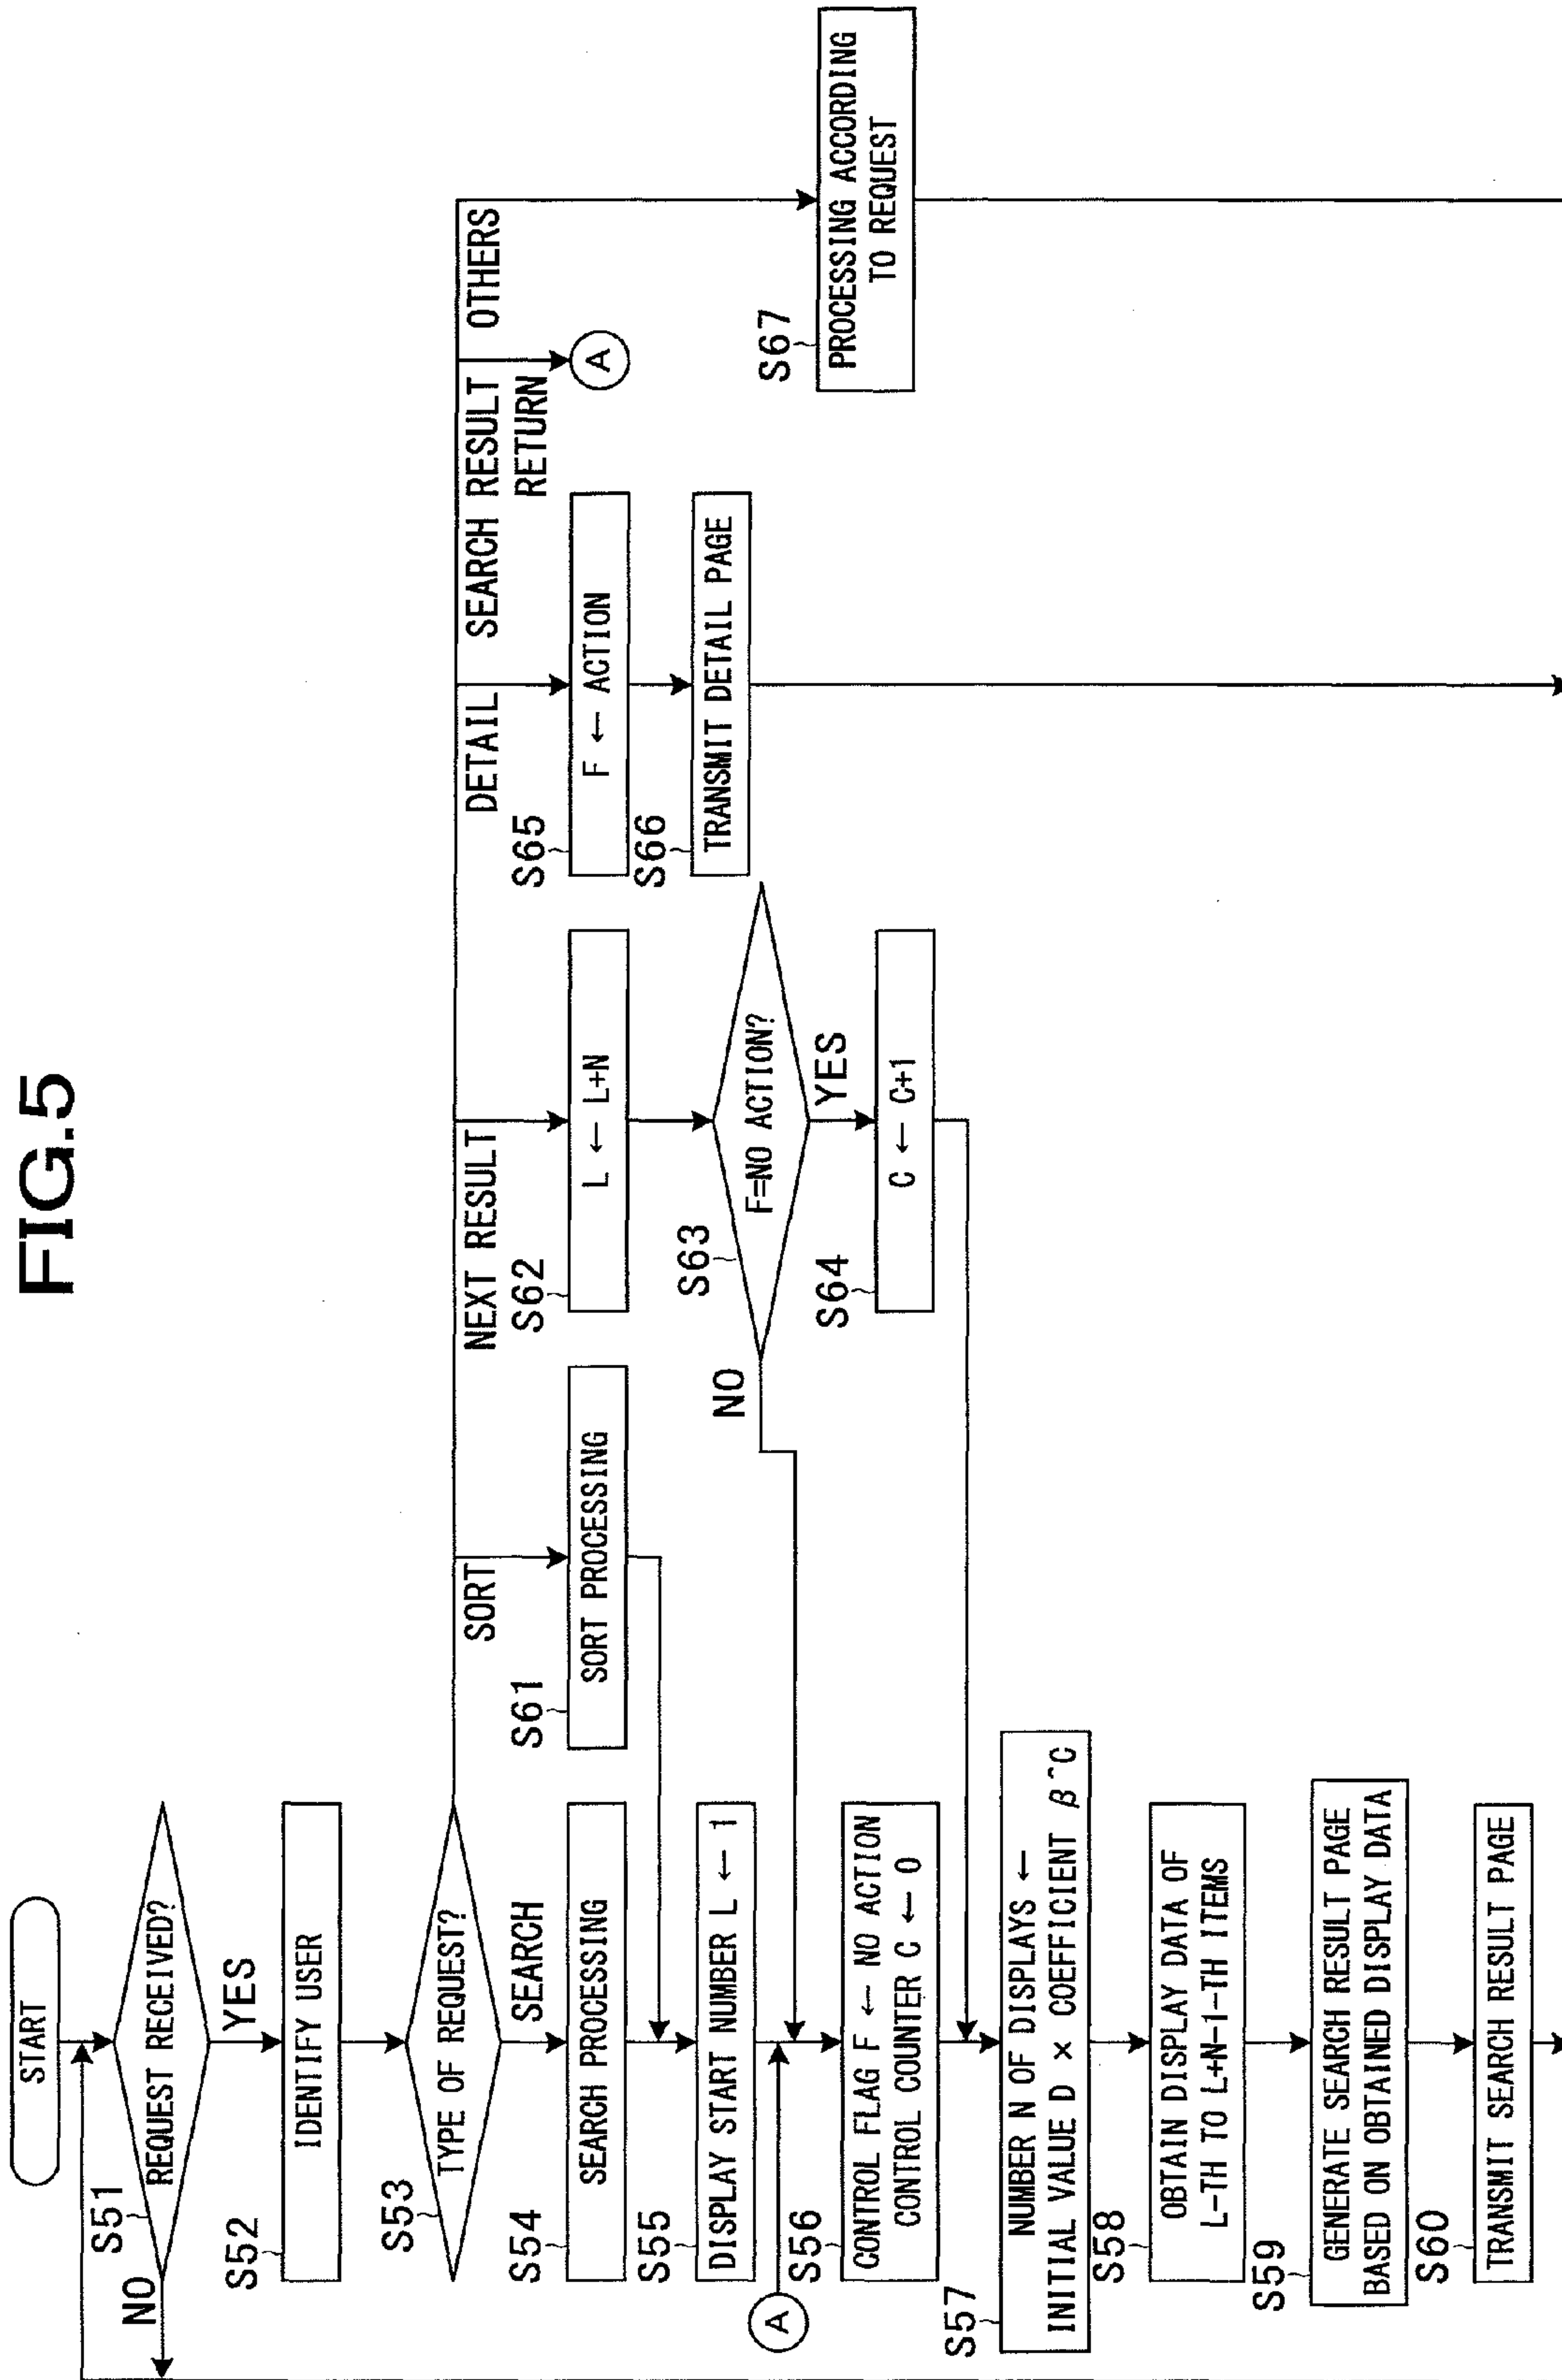 FIG.5
START
S51
REQUEST RECEIVED?
NO
YES
S52
IDENTIFY USER
S53
TYPE OF REQUEST?
SEARCH
SORT
NEXT RESULT
DETAIL
SEARCH RESULT
RETURN
OTHERS
S54
SEARCH PROCESSING
S61
SORT PROCESSING
S62
L ← L+N
S65
F ← ACTION
A
S55
DISPLAY START NUMBER L ← 1
S63
F=NO ACTION?
NO
YES
S66
TRANSMIT DETAIL PAGE
S67
PROCESSING ACCORDING
TO REQUEST
A
S56
CONTROL FLAG F ← NO ACTION
CONTROL COUNTER C ← 0
S64
C ← C+1
S57
NUMBER N OF DISPLAYS ←
INITIAL VALUE D × COEFFICIENT β^C
S58
OBTAIN DISPLAY DATA OF
L-TH TO L+N-1-TH ITEMS
S59
GENERATE SEARCH RESULT PAGE
BASED ON OBTAINED DISPLAY DATA
S60
TRANSMIT SEARCH RESULT PAGE